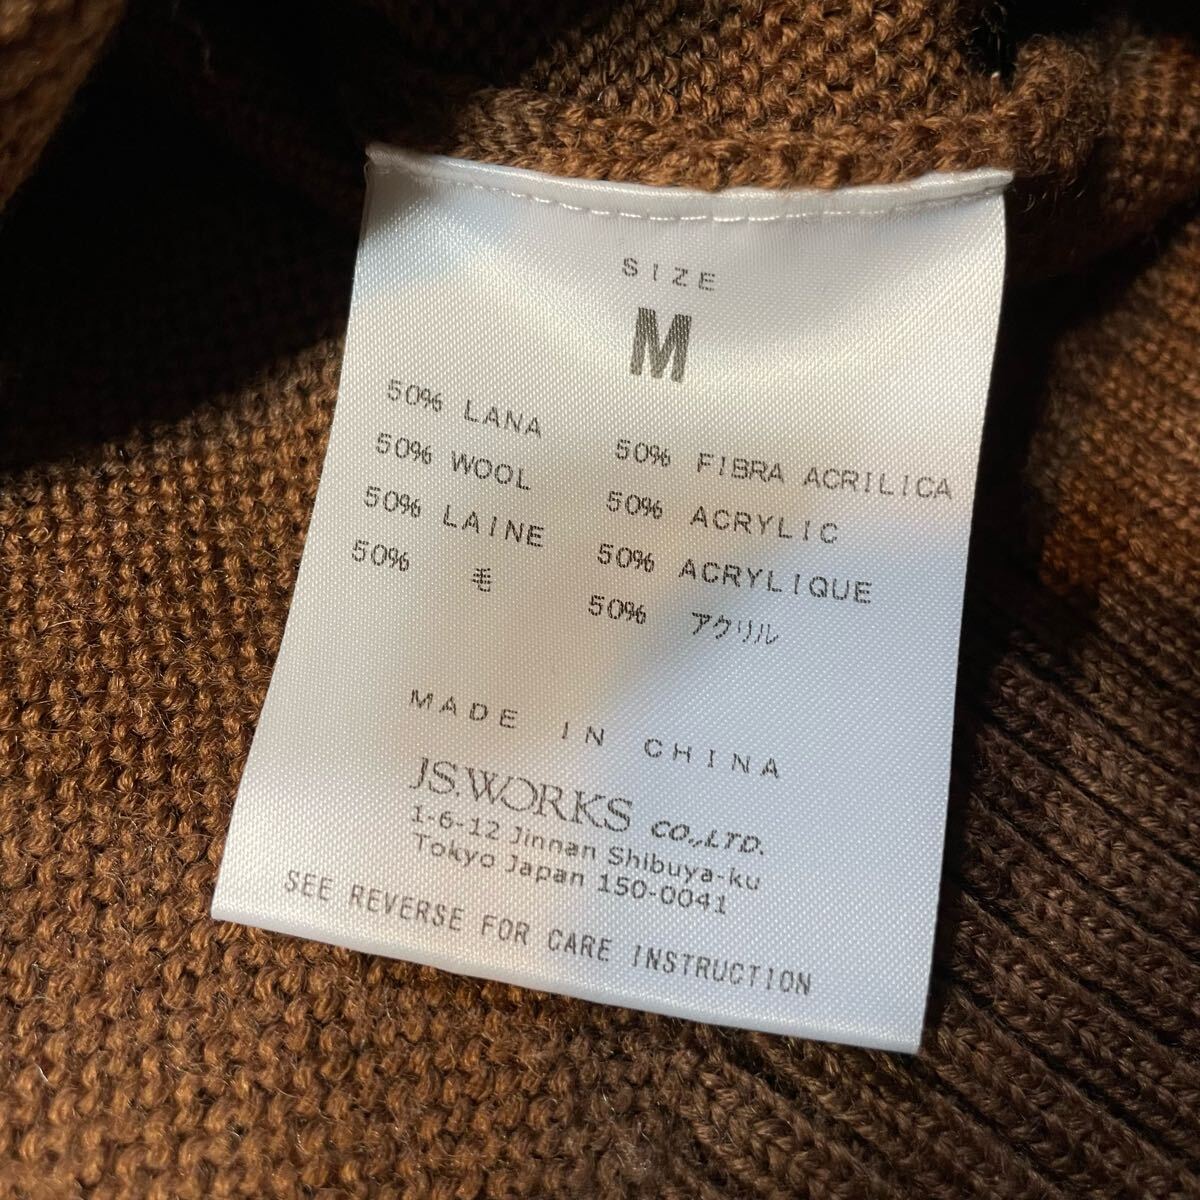 SIZE
M
50% LANA 50% FIBRA ACRILICA
50% WOOL 50% ACRYLIC
50% LAINE 50% ACRYLIQUE
50% 毛 50% アクリル
MADE IN CHINA
JS.WORKS CO.,LTD.
1-6-12 Jinnan Shibuya-ku
Tokyo Japan 150-0041
SEE REVERSE FOR CARE INSTRUCTION